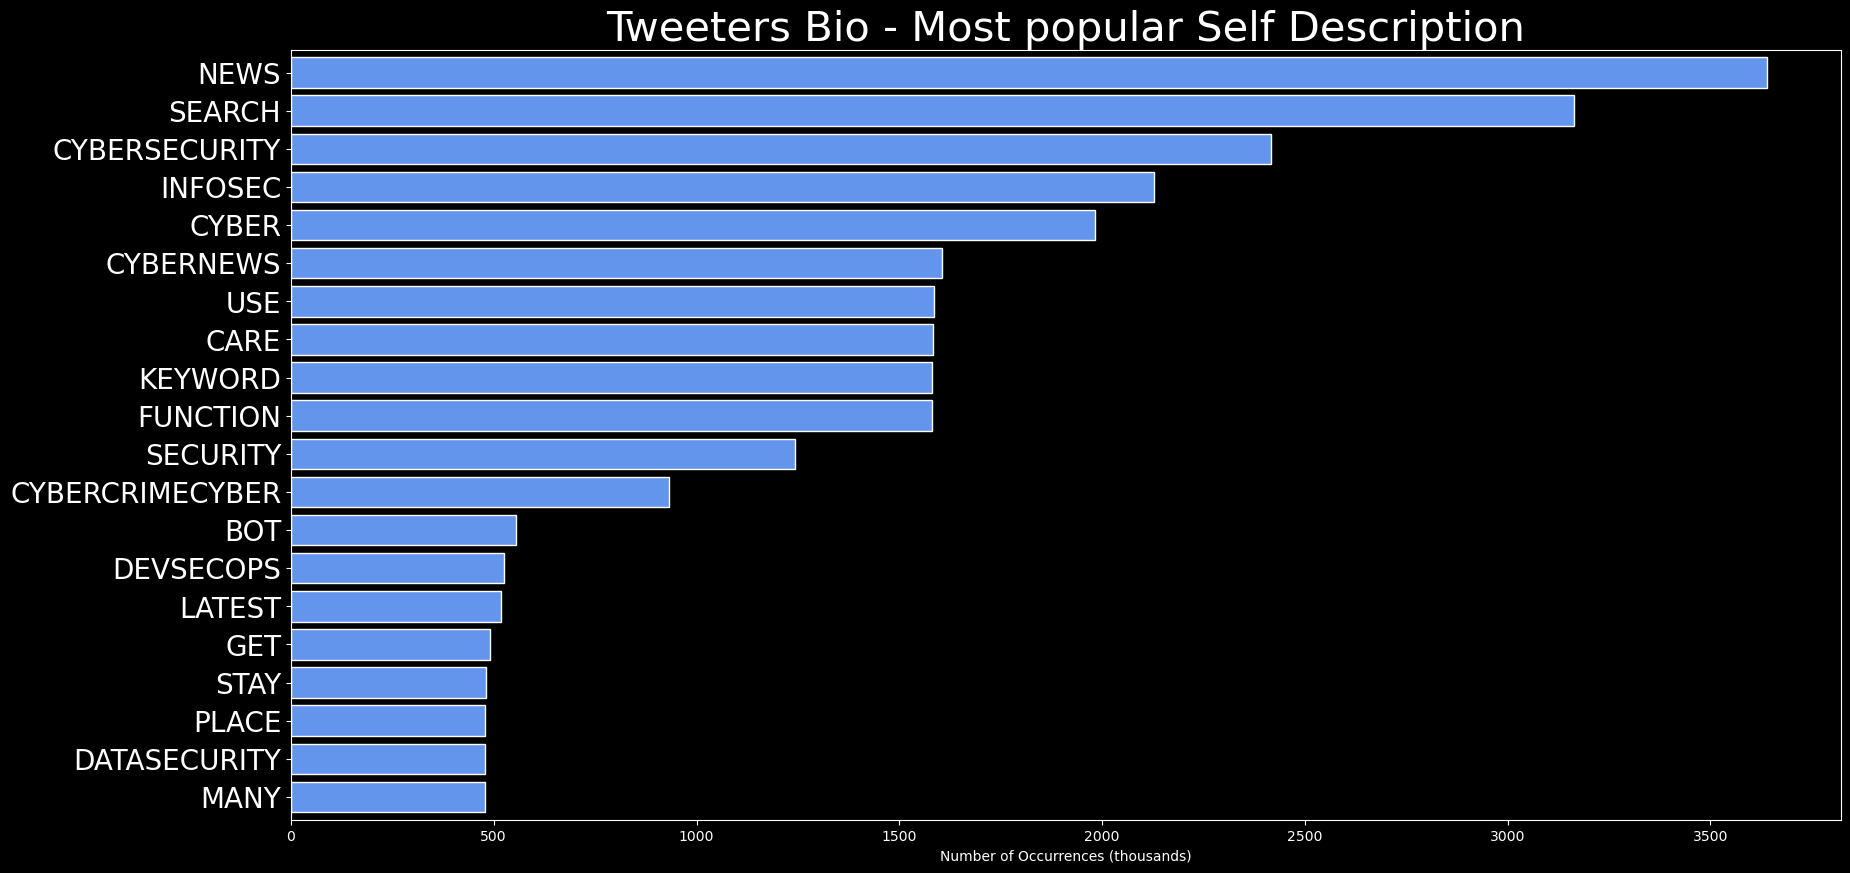 Tweeters Bio - Most popular Self Description
NEWS
SEARCH
CYBERSECURITY
INFOSEC
CYBER
CYBERNEWS
USE
CARE
KEYWORD
FUNCTION
SECURITY
CYBERCRIMECYBER
BOT
DEVSECOPS
LATEST
GET
STAY
PLACE
DATASECURITY
MANY
0 500 1000 1500 2000 2500 3000 3500
Number of Occurrences (thousands)